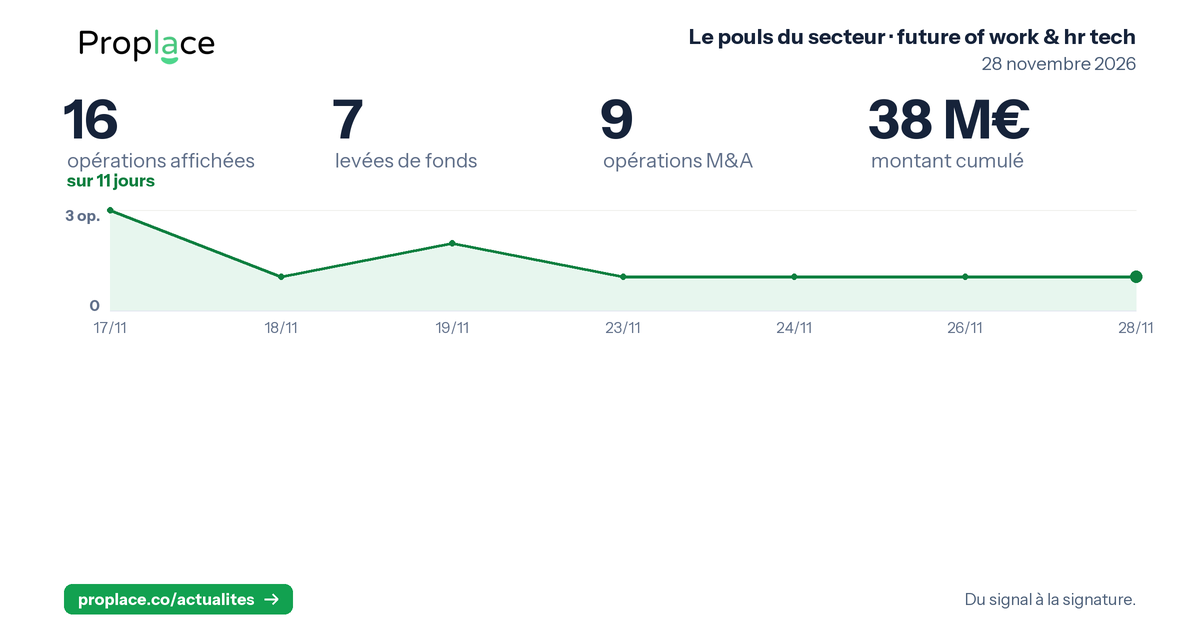 Proplace
Le pouls du secteur · future of work & hr tech
28 novembre 2026
16
opérations affichées
sur 11 jours
7
levées de fonds
9
opérations M&A
38 M€
montant cumulé
3 op.
0
17/11
18/11
19/11
23/11
24/11
26/11
28/11
proplace.co/actualites →
Du signal à la signature.